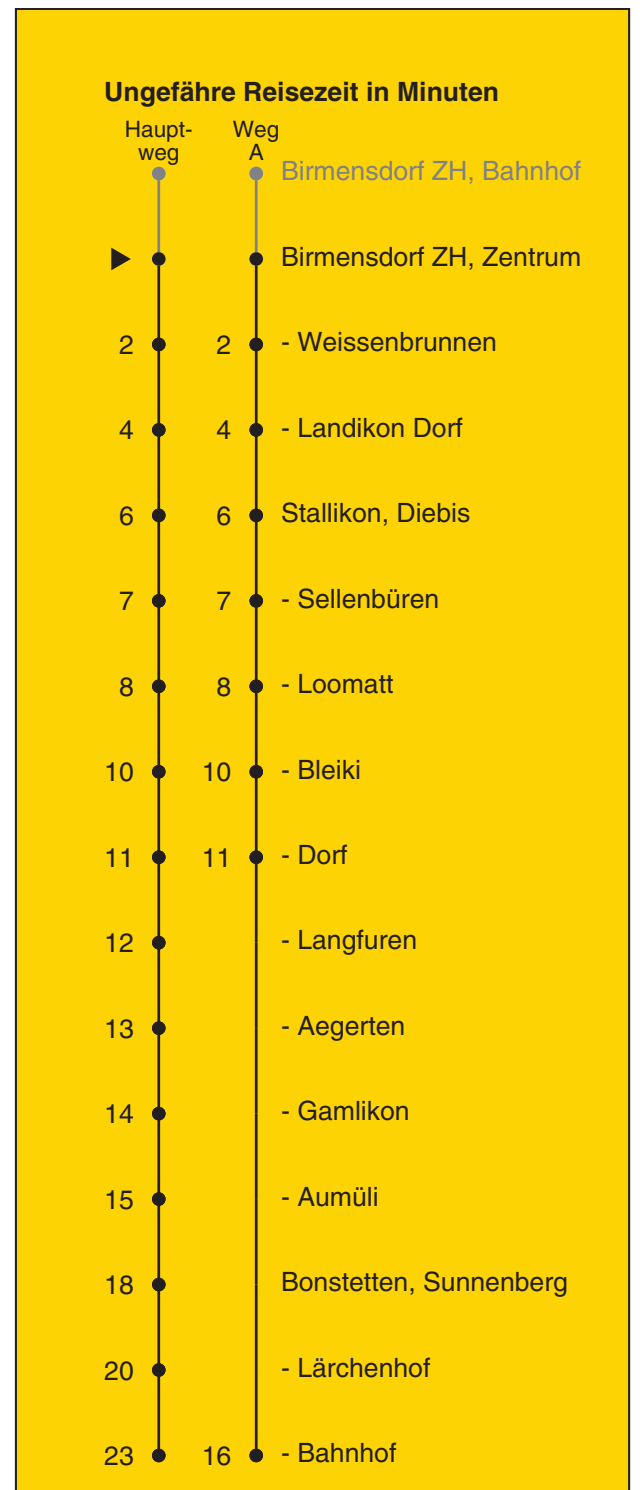 Ungefähre Reisezeit in Minuten
Haupt- Weg
weg A
Birmensdorf ZH, Bahnhof
Birmensdorf ZH, Zentrum
2 2 - Weissenbrunnen
4 4 - Landikon Dorf
6 6 Stallikon, Diebis
7 7 - Sellenbüren
8 8 - Loomatt
10 10 - Bleiki
11 11 - Dorf
12 - Langfuren
13 - Aegerten
14 - Gamlikon
15 - Aumüli
18 Bonstetten, Sunnenberg
20 - Lärchenhof
23 16 - Bahnhof